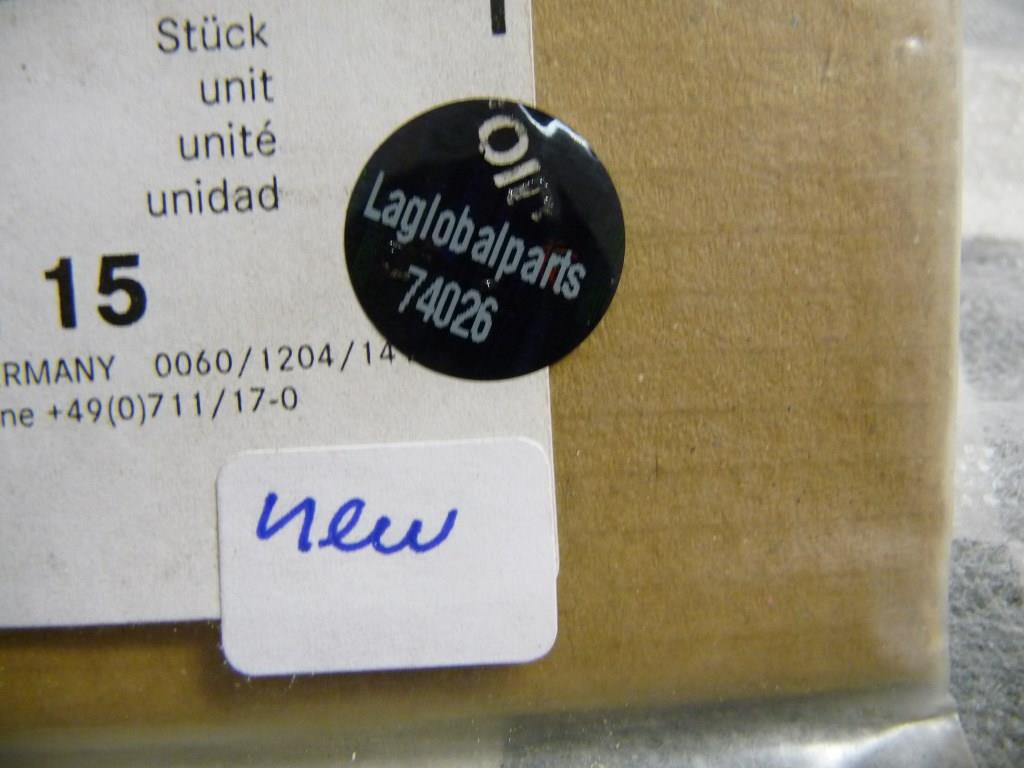 Stück
unit
unité
unidad
15
RMANY 0060/1204/14
ne +49(0)711/17-0
Laglobalparts
74026
new